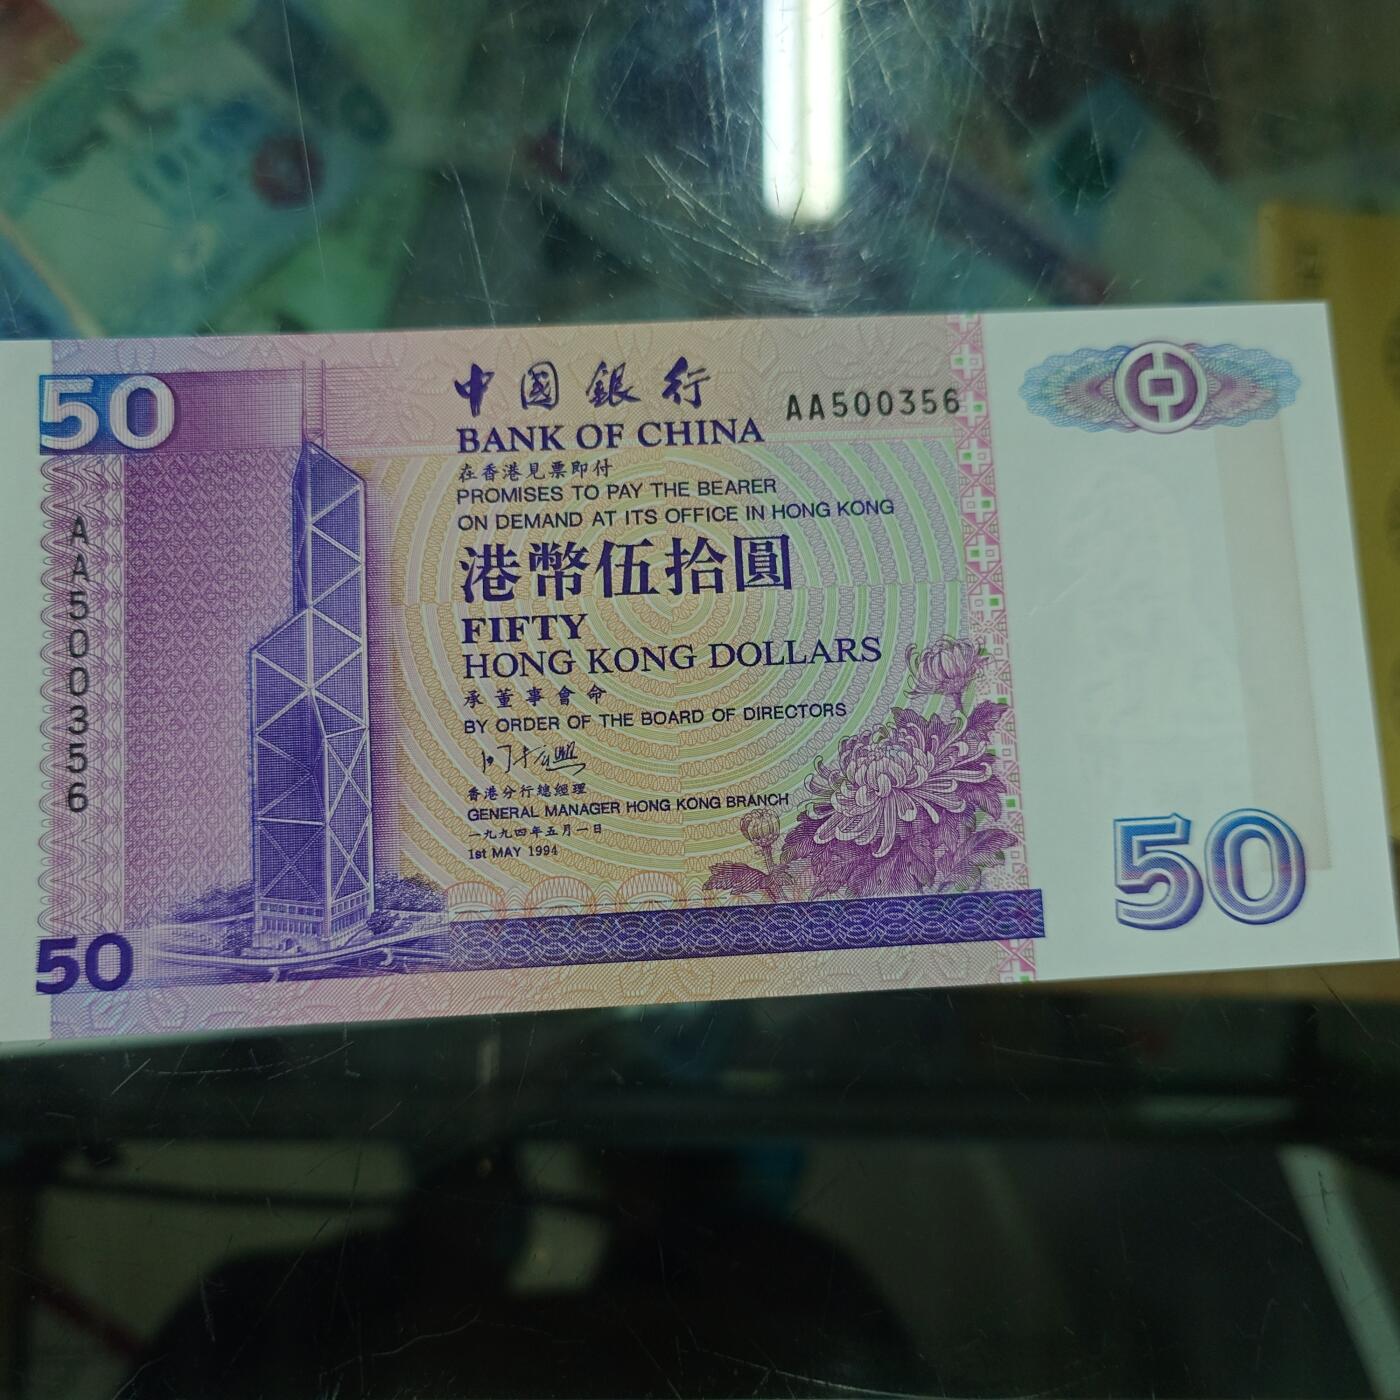 50
中國銀行
AA500356
BANK OF CHINA
在香港見票即付
PROMISES TO PAY THE BEARER
ON DEMAND AT ITS OFFICE IN HONG KONG
港幣伍拾圓
FIFTY
HONG KONG DOLLARS
承董事會命
BY ORDER OF THE BOARD OF DIRECTORS
香港分行總經理
GENERAL MANAGER HONG KONG BRANCH
一九九四年五月一日
1st MAY 1994
AA500356
50
50